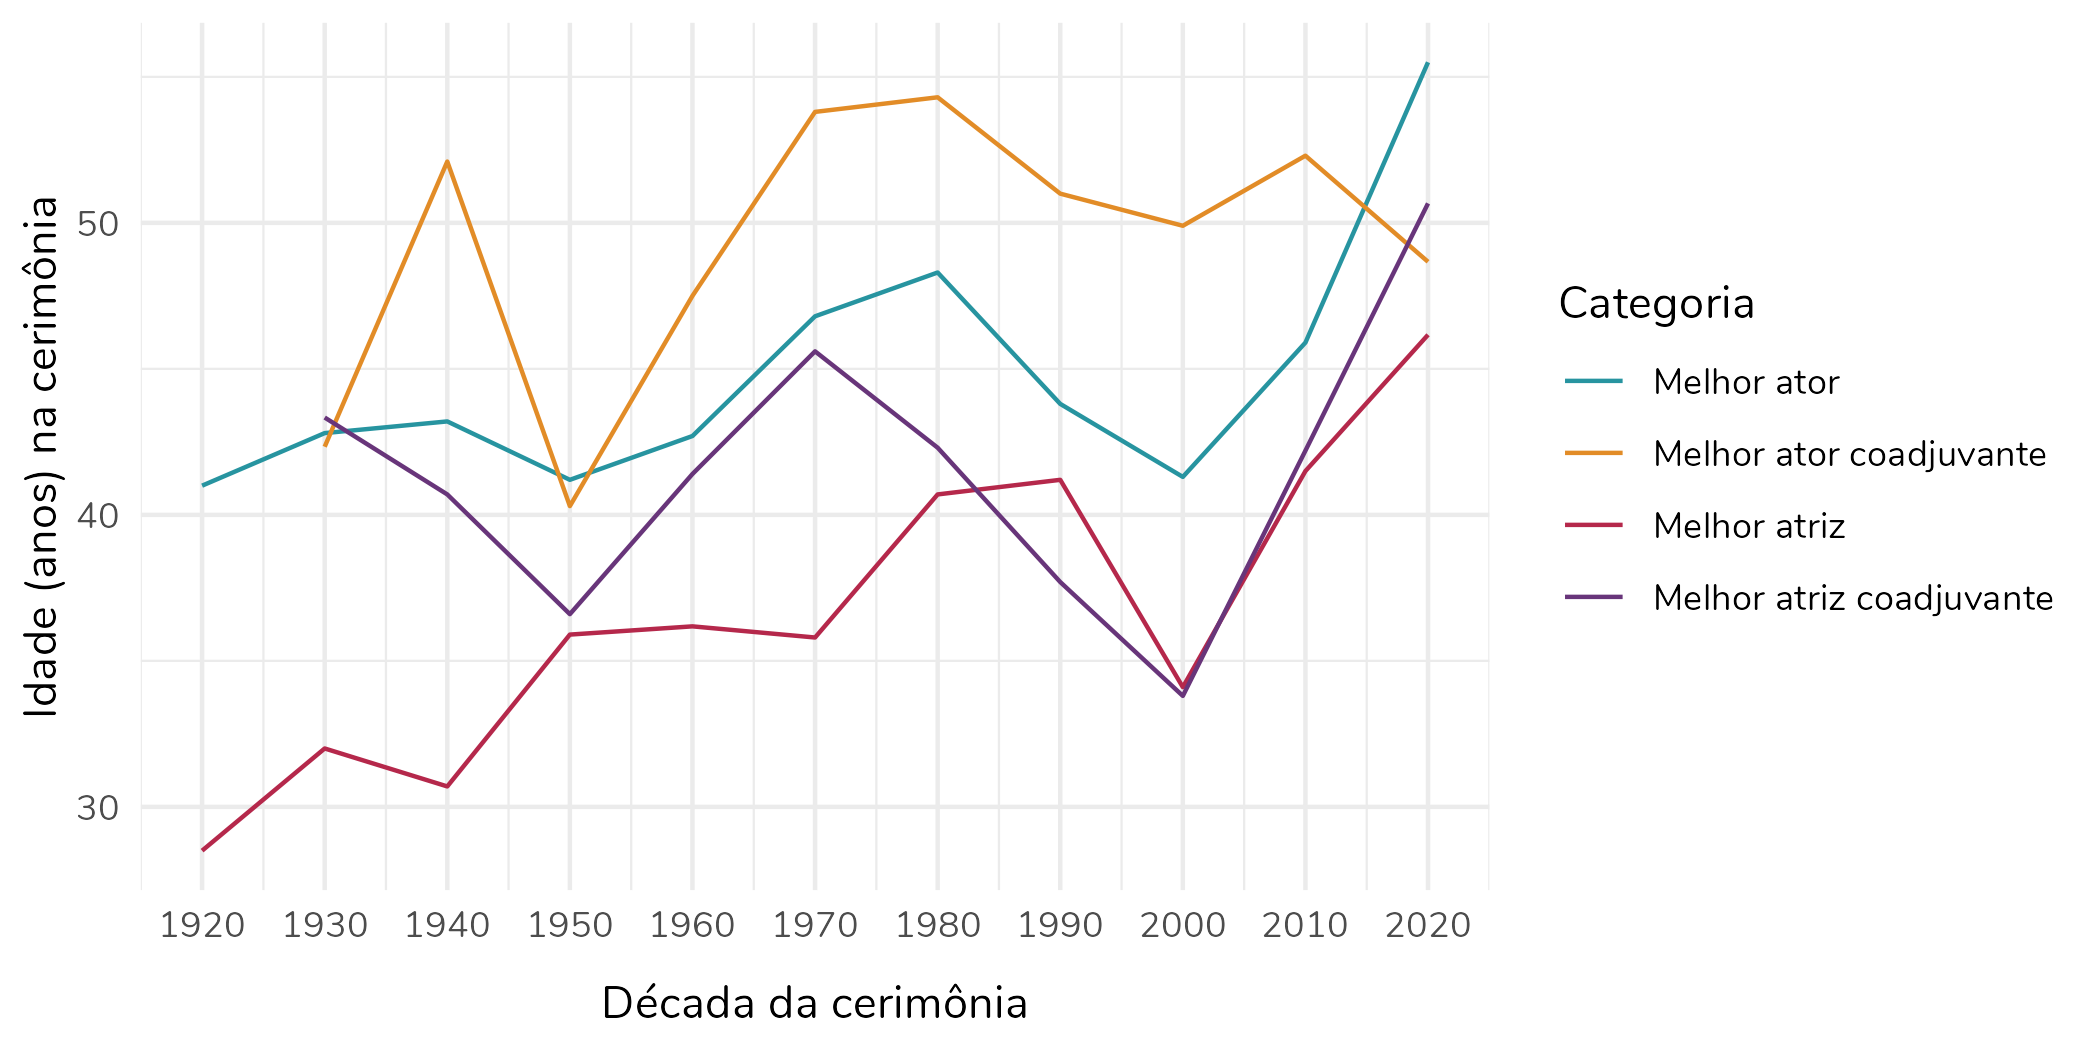 Idade (anos) na cerimônia
50
40
30
1920 1930 1940 1950 1960 1970 1980 1990 2000 2010 2020
Década da cerimônia
Categoria
Melhor ator
Melhor ator coadjuvante
Melhor atriz
Melhor atriz coadjuvante